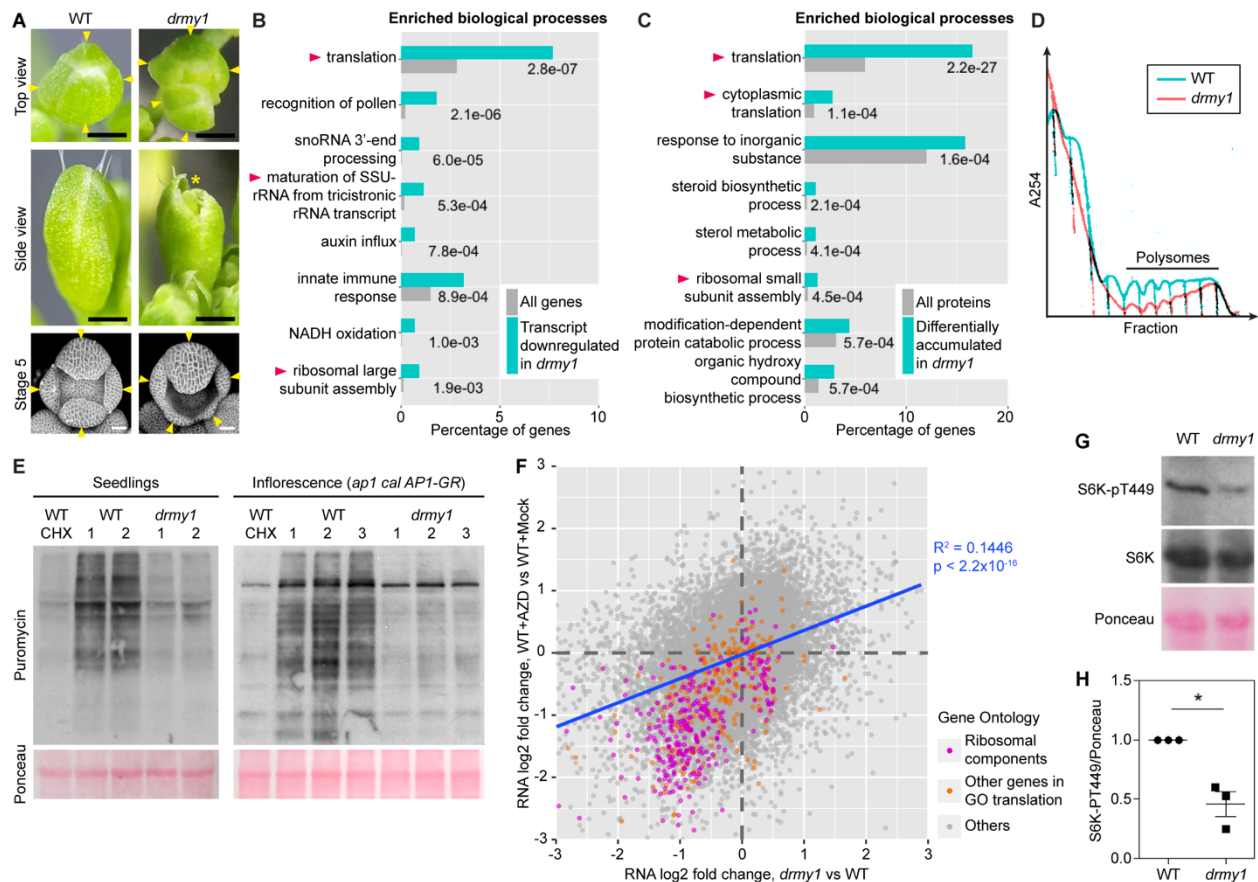 A
WT
drmy1
Top view
Side view
Stage 5
*
B
Enriched biological processes
translation
2.8e-07
recognition of pollen
2.1e-06
snoRNA 3'-end
processing
6.0e-05
maturation of SSU-
rRNA from tricistronic
rRNA transcript
5.3e-04
auxin influx
7.8e-04
innate immune
response
8.9e-04
NADH oxidation
1.0e-03
ribosomal large
subunit assembly
1.9e-03
All genes
Transcript
downregulated
in drmy1
0
5
10
Percentage of genes
C
Enriched biological processes
translation
2.2e-27
cytoplasmic
translation
1.1e-04
response to inorganic
substance
1.6e-04
steroid biosynthetic
process
2.1e-04
sterol metabolic
process
4.1e-04
ribosomal small
subunit assembly
4.5e-04
modification-dependent
protein catabolic process
5.7e-04
organic hydroxy
compound
biosynthetic process
5.7e-04
All proteins
Differentially
accumulated
in drmy1
0
10
20
Percentage of genes
D
WT
drmy1
A254
Polysomes
Fraction
E
Seedlings
Inflorescence (ap1 cal AP1-GR)
WT WT drmy1
CHX 1 2 1 2
WT WT drmy1
CHX 1 2 3 1 2 3
Puromycin
Ponceau
F
RNA log2 fold change, WT+AZD vs WT+Mock
3
2
1
0
-1
-2
-3
-3 -2 -1 0 1 2 3
RNA log2 fold change, drmy1 vs WT
R² = 0.1446
p < 2.2x10⁻¹⁶
Gene Ontology
Ribosomal
components
Other genes in
GO translation
Others
G
WT drmy1
S6K-pT449
S6K
Ponceau
H
S6K-PT449/Ponceau
1.5
1.0
0.5
0.0
*
WT drmy1